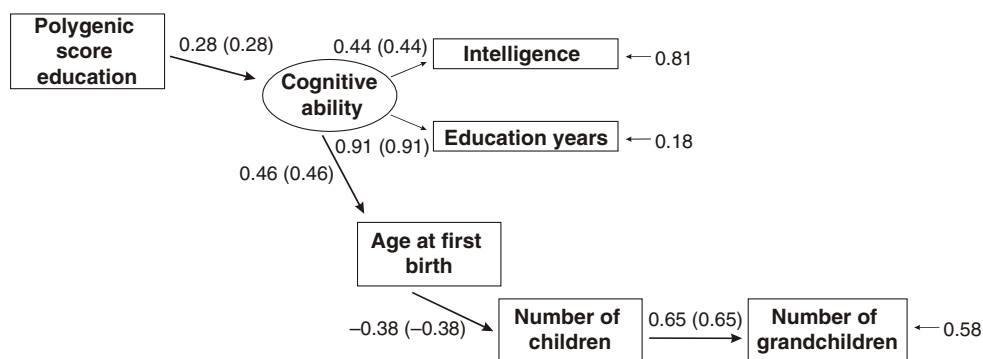 Polygenic
score
education
0.28 (0.28)
Cognitive
ability
0.44 (0.44)
Intelligence
0.81
0.91 (0.91)
Education years
0.18
0.46 (0.46)
Age at first
birth
–0.38 (–0.38)
Number of
children
0.65 (0.65)
Number of
grandchildren
0.58